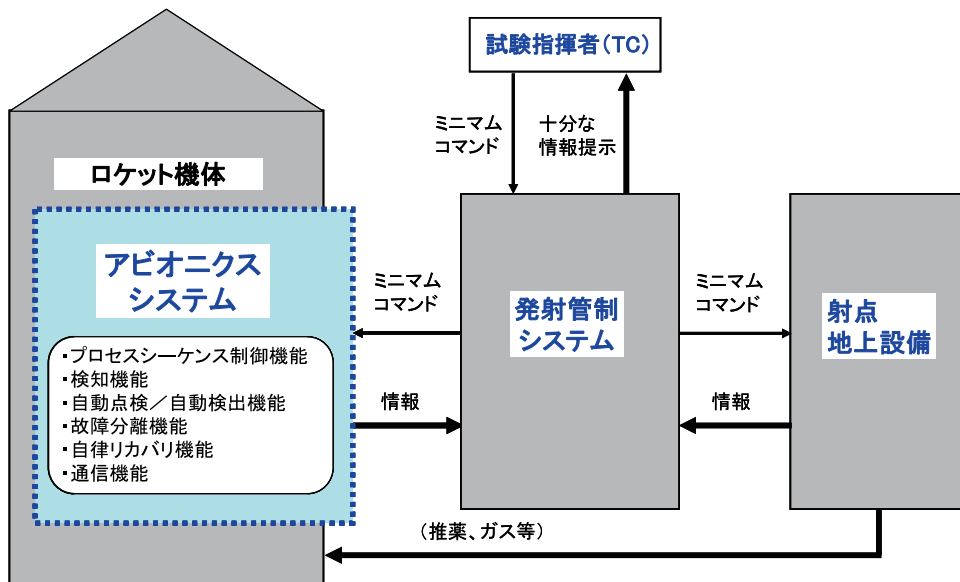 試験指揮者(TC)
ミニマム
コマンド
十分な
情報提示
ロケット機体
アビオニクス
システム
・プロセスシーケンス制御機能
・検知機能
・自動点検／自動検出機能
・故障分離機能
・自律リカバリ機能
・通信機能
ミニマム
コマンド
情報
発射管制
システム
ミニマム
コマンド
情報
射点
地上設備
(推薬、ガス等)